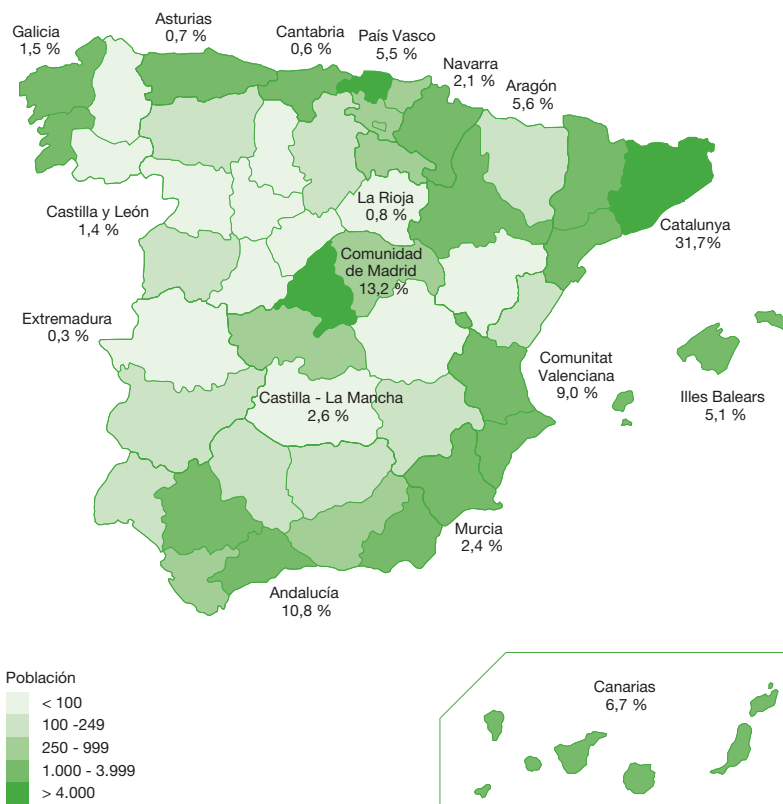 Asturias
0,7 %
Cantabria
0,6 %
País Vasco
5,5 %
Galicia
1,5 %
Navarra
2,1 %
Aragón
5,6 %
La Rioja
0,8 %
Castilla y León
1,4 %
Catalunya
31,7%
Comunidad
de Madrid
13,2 %
Extremadura
0,3 %
Comunitat
Valenciana
9,0 %
Illes Balears
5,1 %
Castilla - La Mancha
2,6 %
Murcia
2,4 %
Andalucía
10,8 %
Población
< 100
100 -249
250 - 999
1.000 - 3.999
> 4.000
Canarias
6,7 %